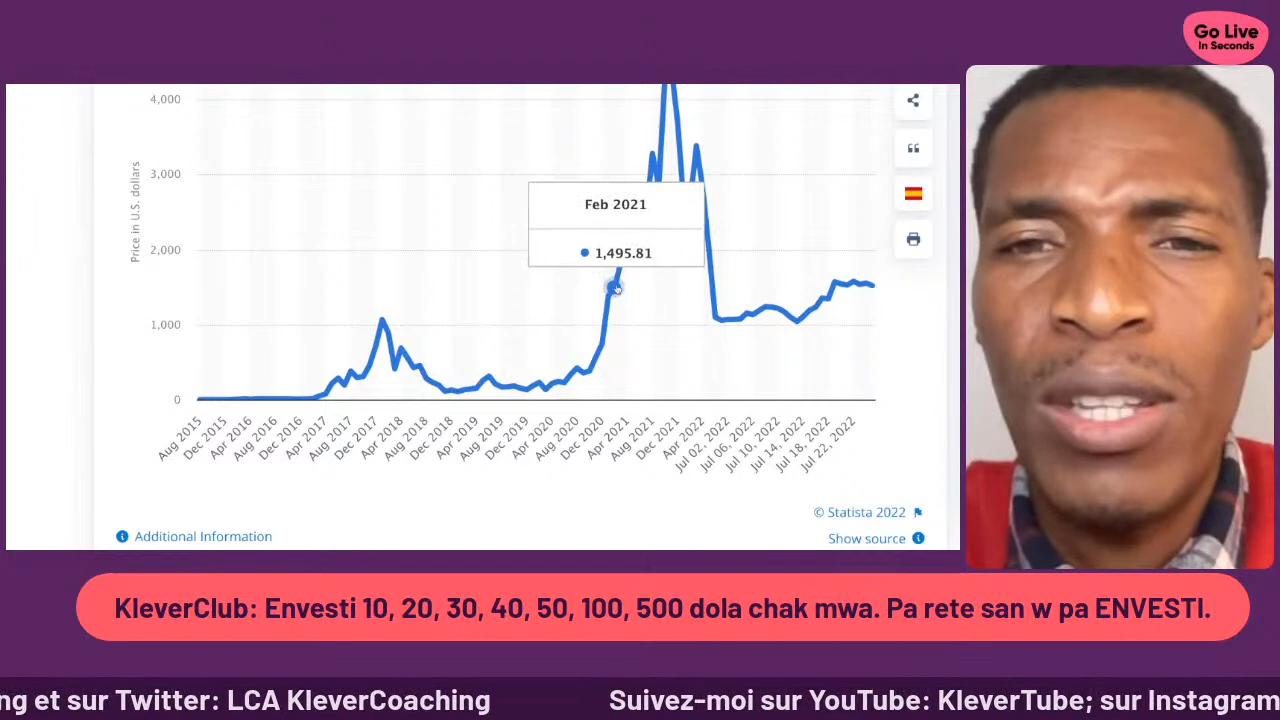 Go Live
In Seconds
4,000
3,000
2,000
1,000
0
Price in U.S. dollars
Feb 2021
1,495.81
Aug 2015
Dec 2015
Apr 2016
Aug 2016
Dec 2016
Apr 2017
Aug 2017
Dec 2017
Apr 2018
Aug 2018
Dec 2018
Apr 2019
Aug 2019
Dec 2019
Apr 2020
Aug 2020
Dec 2020
Apr 2021
Aug 2021
Dec 2021
Apr 2022
Jul 02, 2022
Jul 06, 2022
Jul 10, 2022
Jul 14, 2022
Jul 18, 2022
Jul 22, 2022
© Statista 2022
Additional Information
Show source
KleverClub: Envesti 10, 20, 30, 40, 50, 100, 500 dola chak mwa. Pa rete san w pa ENVESTI.
ng et sur Twitter: LCA KleverCoaching Suivez-moi sur YouTube: KleverTube; sur Instagram